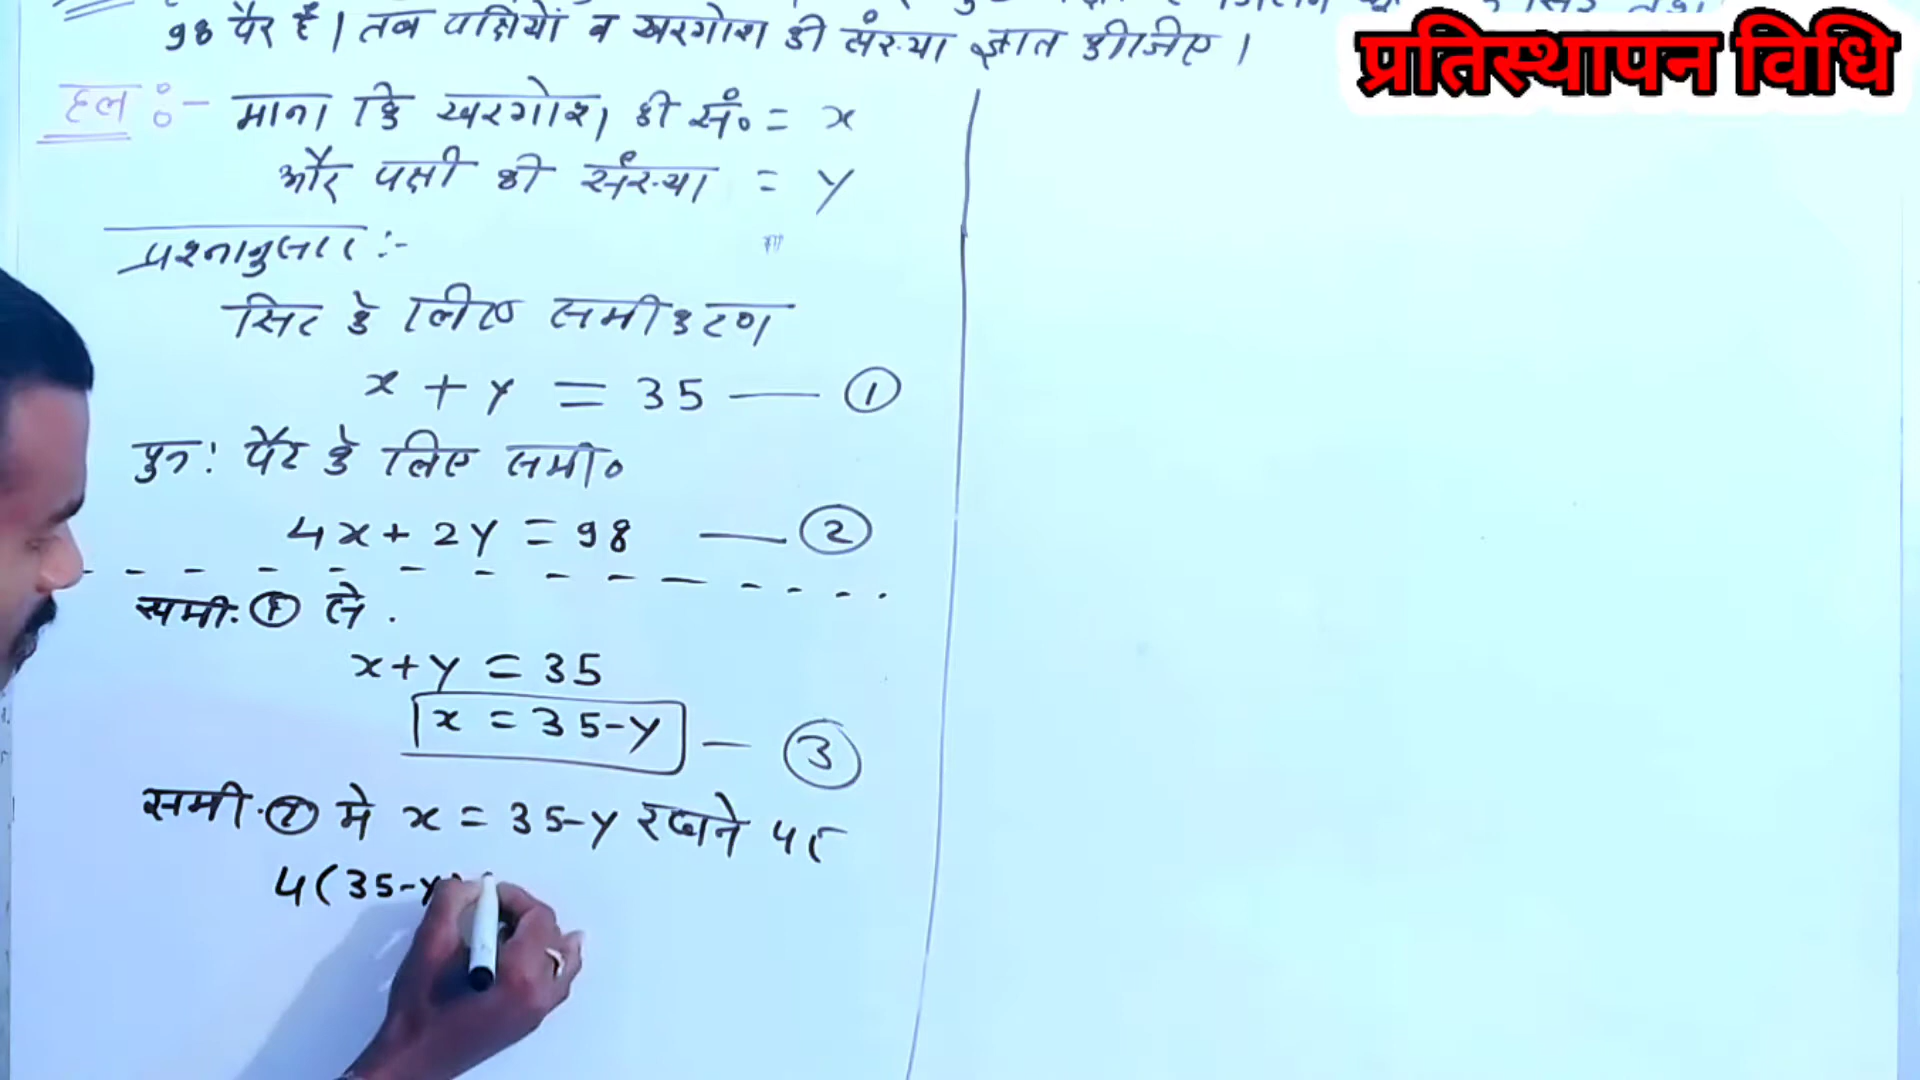 98 पैर हैं। तब पक्षियों व खरगोश की संख्या ज्ञात कीजिए।
प्रतिस्थापन विधि
हल :- माना कि खरगोश की सं० = x
और पक्षी की संख्या = y
प्रश्नानुसार :-
सिर के लिए समीकरण
x + y = 35 — ①
पुनः पैर के लिए समी०
4x + 2y = 98 — ②
समी. ① से.
x + y = 35
x = 35 - y — ③
समी. ② मे x = 35 - y रखने पर
4(35-y)